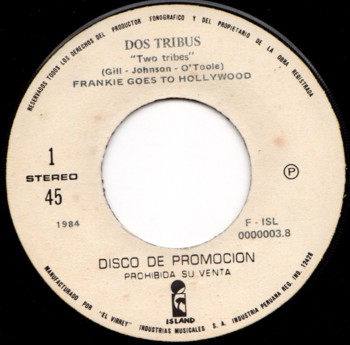 RESERVADOS TODOS LOS DERECHOS DEL PRODUCTOR FONOGRAFICO Y DEL PROPIETARIO DE LA OBRA REGISTRADA
DOS TRIBUS
"Two tribes"
(Gill - Johnson - O'Toole)
FRANKIE GOES TO HOLLYWOOD
1
STEREO
45
P
1984
F - ISL
0000003.8
DISCO DE PROMOCION
PROHIBIDA SU VENTA
ISLAND
MANUFACTURADO POR "EL VIRREY" INDUSTRIAS MUSICALES S. A. INDUSTRIA PERUANA REG. IND. 12428